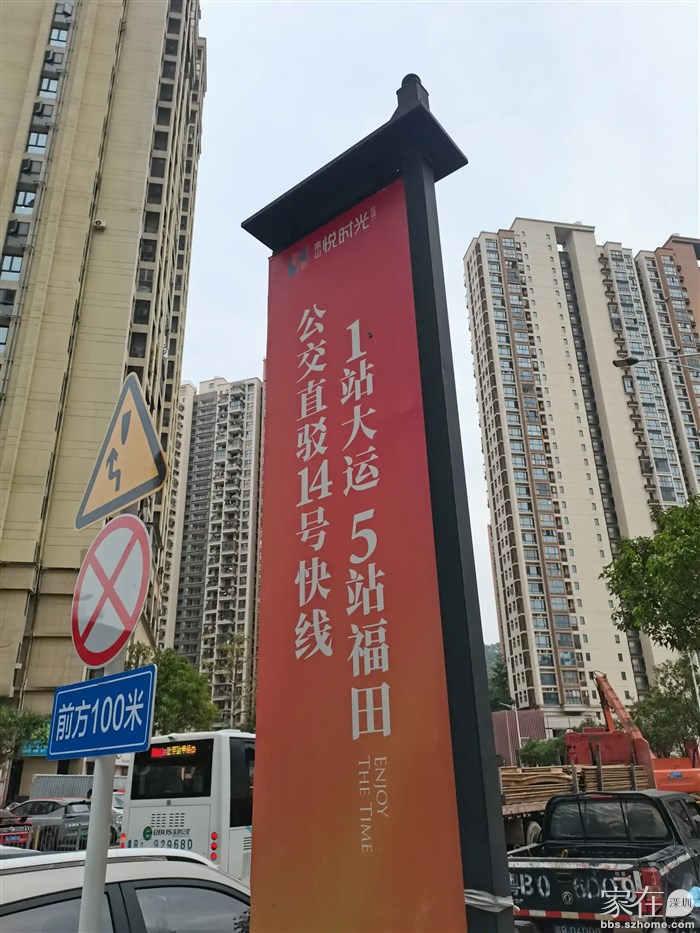 悦时光
公交直驳14号快线
1站大运 5站福田
ENJOY
THE TIME
前方100米
92968D
家在深圳
bbs.szhome.com